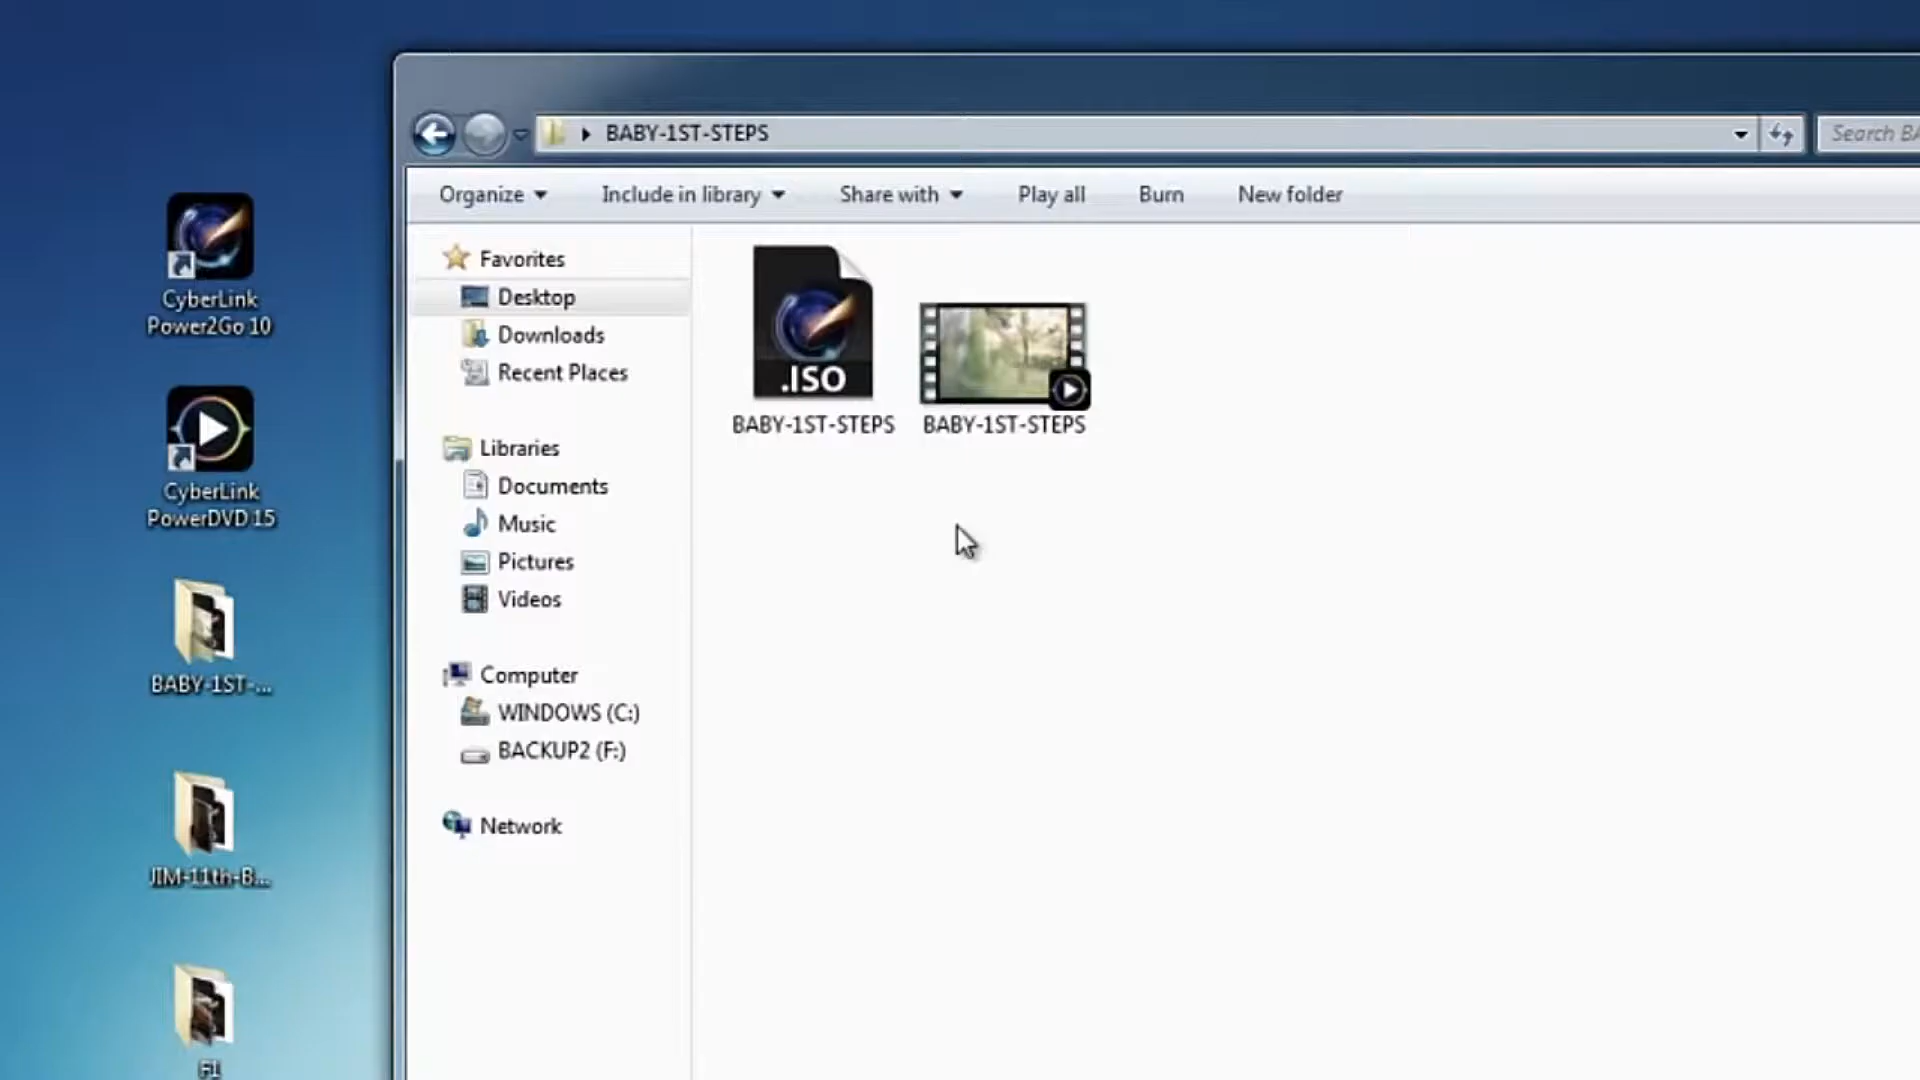 BABY-1ST-STEPS
Search BA
Organize
Include in library
Share with
Play all
Burn
New folder
CyberLink
Power2Go 10
CyberLink
PowerDVD 15
BABY-1ST-...
JIM-11th-B...
F1
Favorites
Desktop
Downloads
Recent Places
Libraries
Documents
Music
Pictures
Videos
Computer
WINDOWS (C:)
BACKUP2 (F:)
Network
.ISO
BABY-1ST-STEPS
BABY-1ST-STEPS